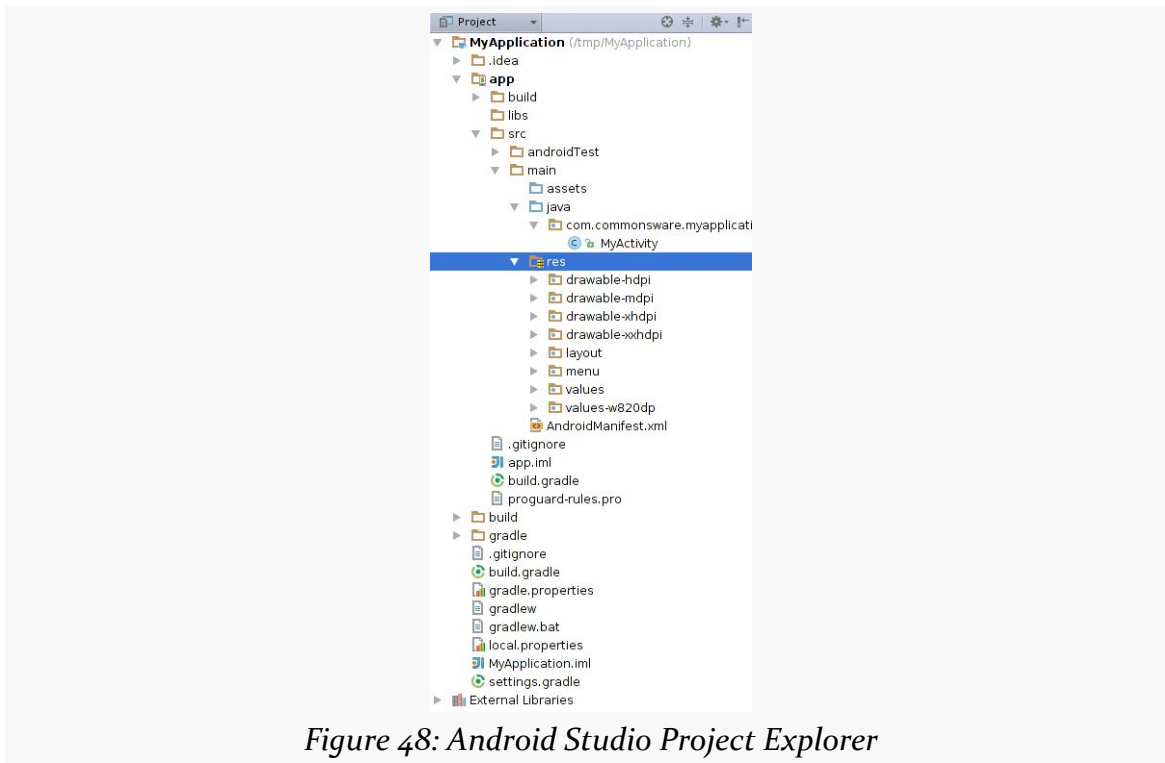 Project
MyApplication (/tmp/MyApplication)
.idea
app
build
libs
src
androidTest
main
assets
java
com.commonsware.myapplicati
MyActivity
res
drawable-hdpi
drawable-mdpi
drawable-xhdpi
drawable-xxhdpi
layout
menu
values
values-w820dp
AndroidManifest.xml
.gitignore
app.iml
build.gradle
proguard-rules.pro
build
gradle
.gitignore
build.gradle
gradle.properties
gradlew
gradlew.bat
local.properties
MyApplication.iml
settings.gradle
External Libraries
Figure 48: Android Studio Project Explorer